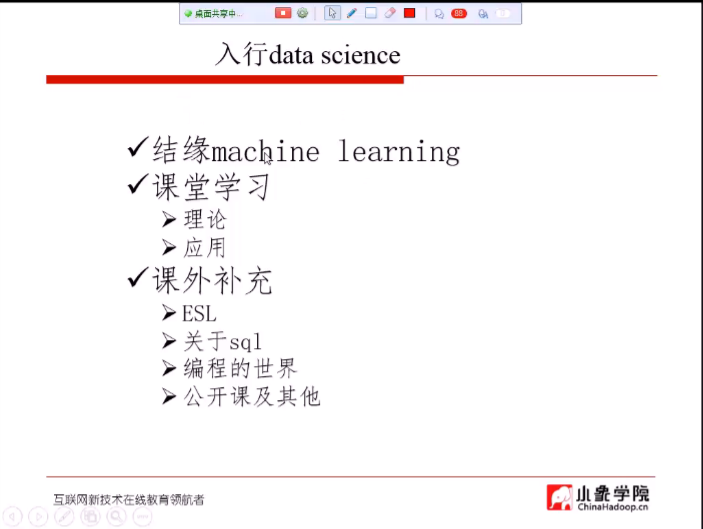 桌面共享中...
88
入行data science
✓结缘machine learning
✓课堂学习
➢理论
➢应用
✓课外补充
➢ESL
➢关于sql
➢编程的世界
➢公开课及其他
互联网新技术在线教育领航者
小象学院
ChinaHadoop.cn